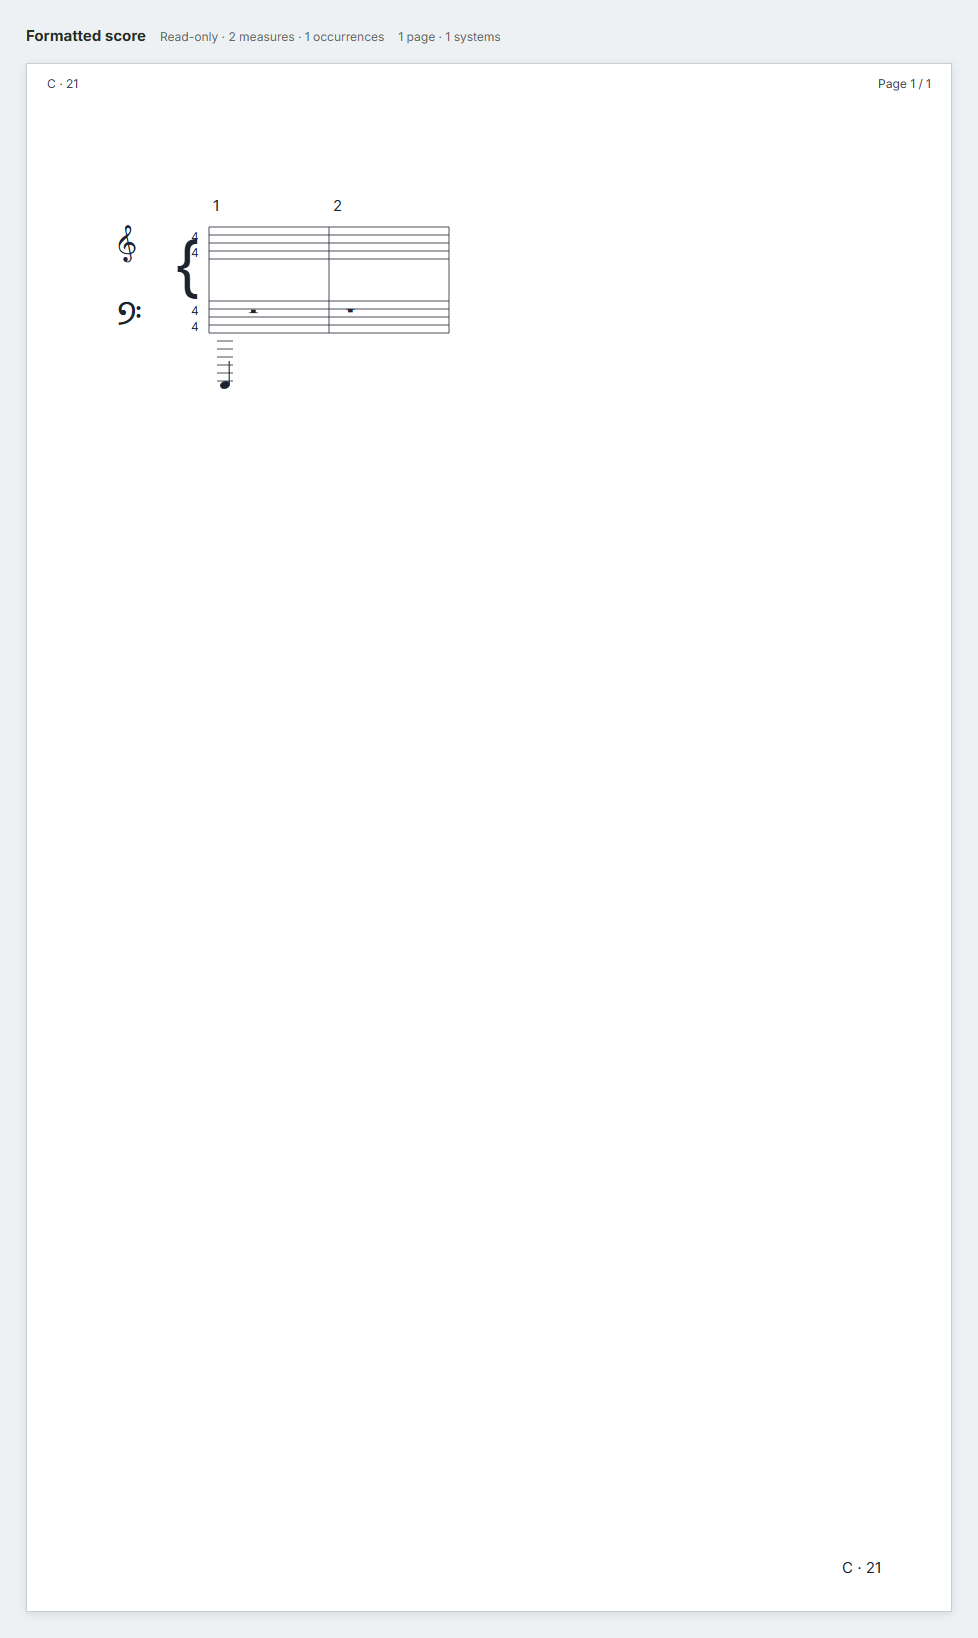 Formatted score Read-only · 2 measures · 1 occurrences 1 page · 1 systems
C · 21 Page 1 / 1
1 2
4
4
4
4
C · 21